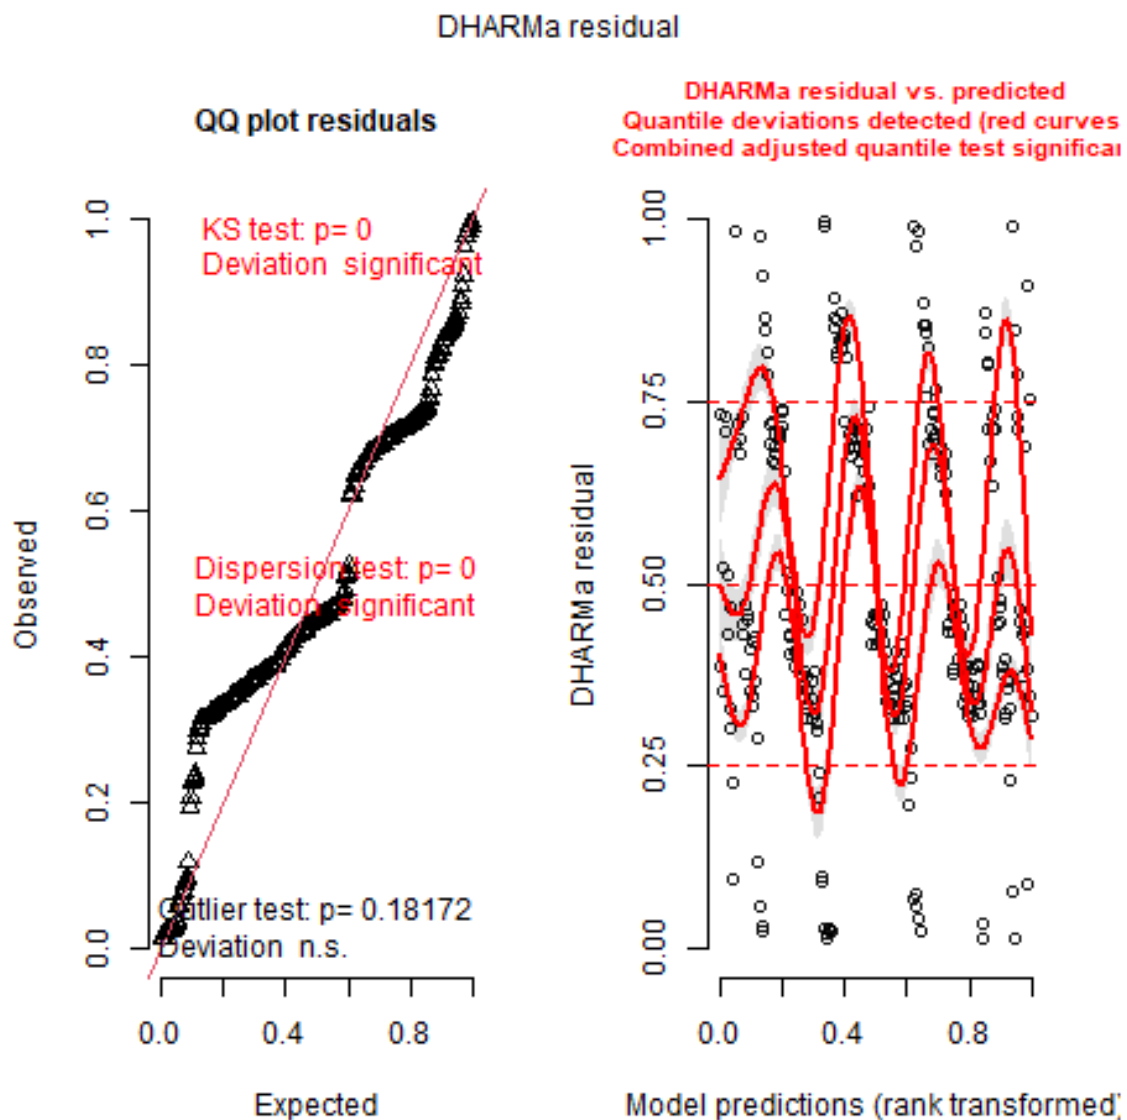 DHARMa residual
QQ plot residuals
KS test: p= 0
Deviation  significant
Dispersion test: p= 0
Deviation  significant
Outlier test: p= 0.18172
Deviation  n.s.
Observed
0.0
0.2
0.4
0.6
0.8
1.0
0.0
0.4
0.8
Expected
DHARMa residual vs. predicted
Quantile deviations detected (red curves
Combined adjusted quantile test significan
DHARMa residual
0.00
0.25
0.50
0.75
1.00
0.0
0.4
0.8
Model predictions (rank transformed)